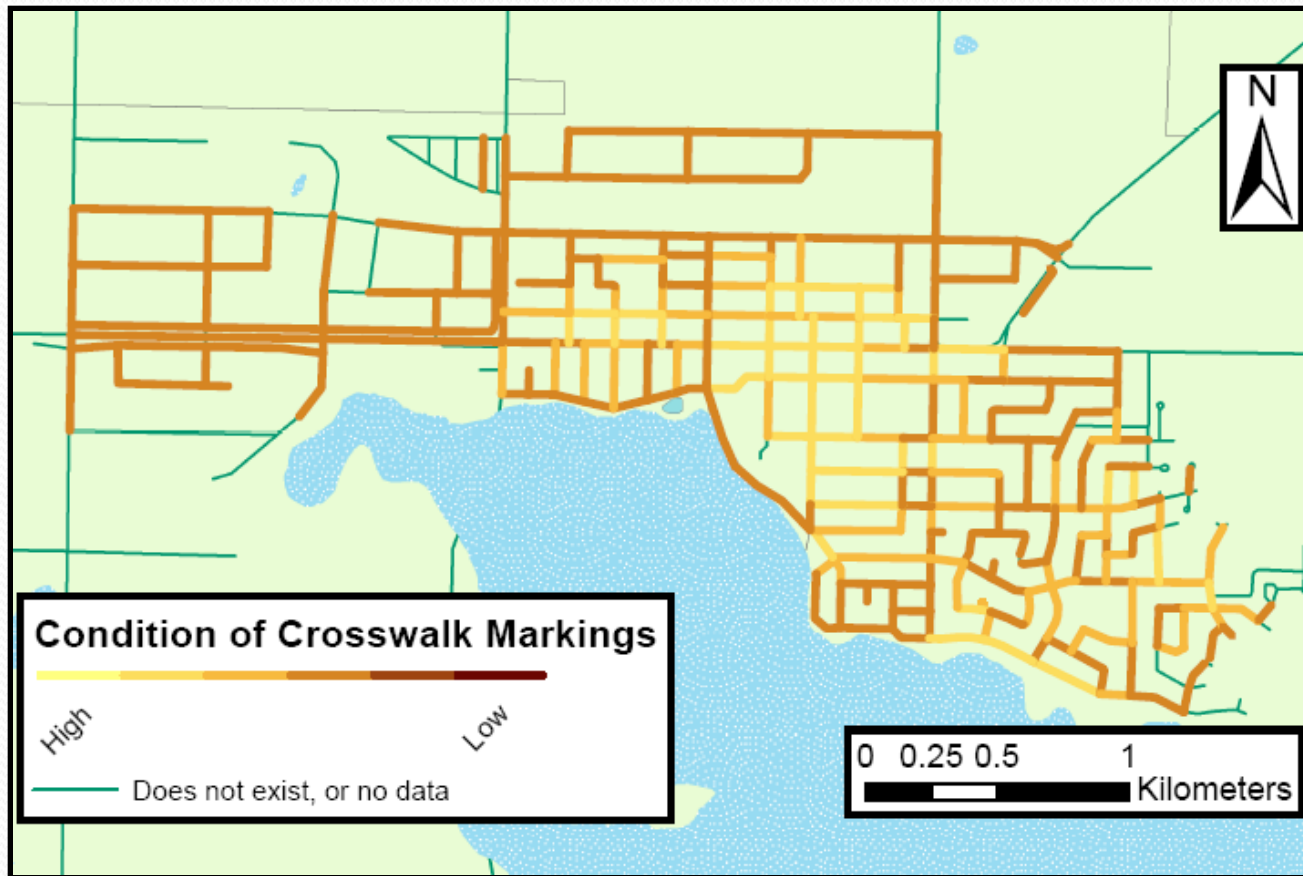 N
Condition of Crosswalk Markings
High
Low
Does not exist, or no data
0 0.25 0.5 1
Kilometers